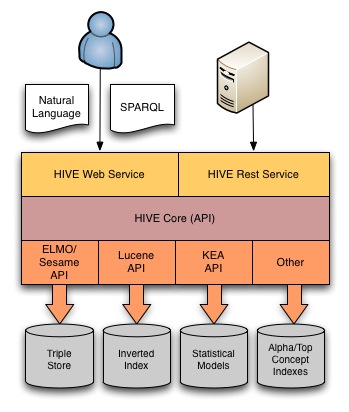 Natural
Language
SPARQL
HIVE Web Service
HIVE Rest Service
HIVE Core (API)
ELMO/
Sesame
API
Lucene
API
KEA
API
Other
Triple
Store
Inverted
Index
Statistical
Models
Alpha/Top
Concept
Indexes